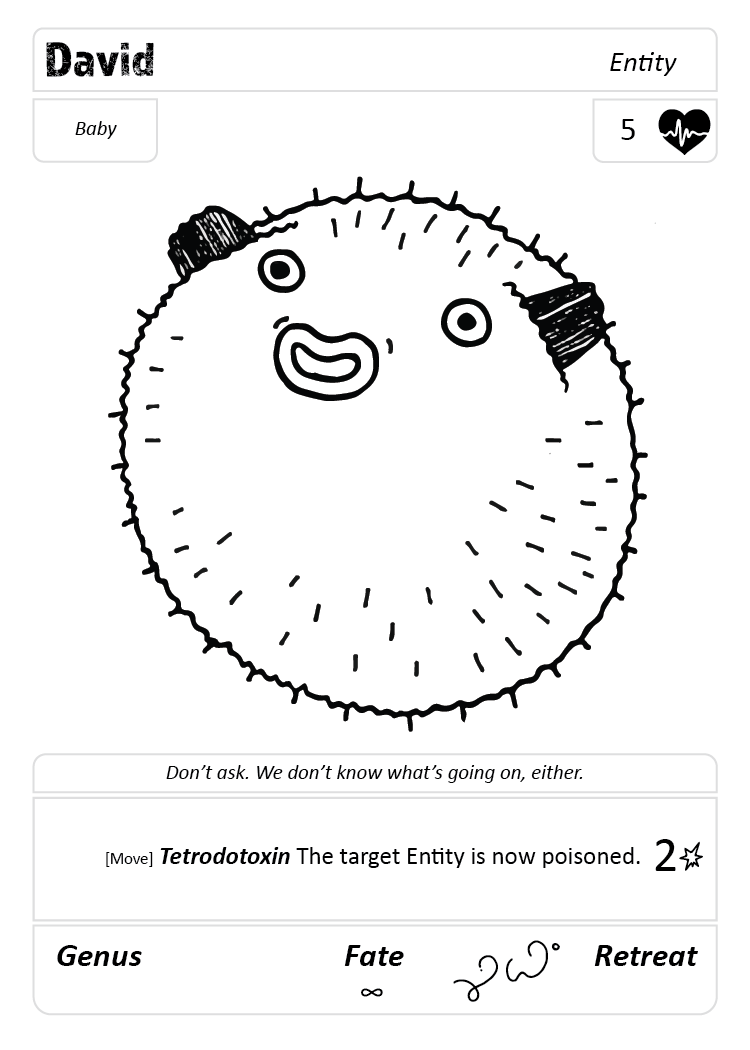 David
Entity
Baby
5
Don't ask. We don't know what's going on, either.
[Move] Tetrodotoxin The target Entity is now poisoned. 2
Genus
Fate
Retreat
∞